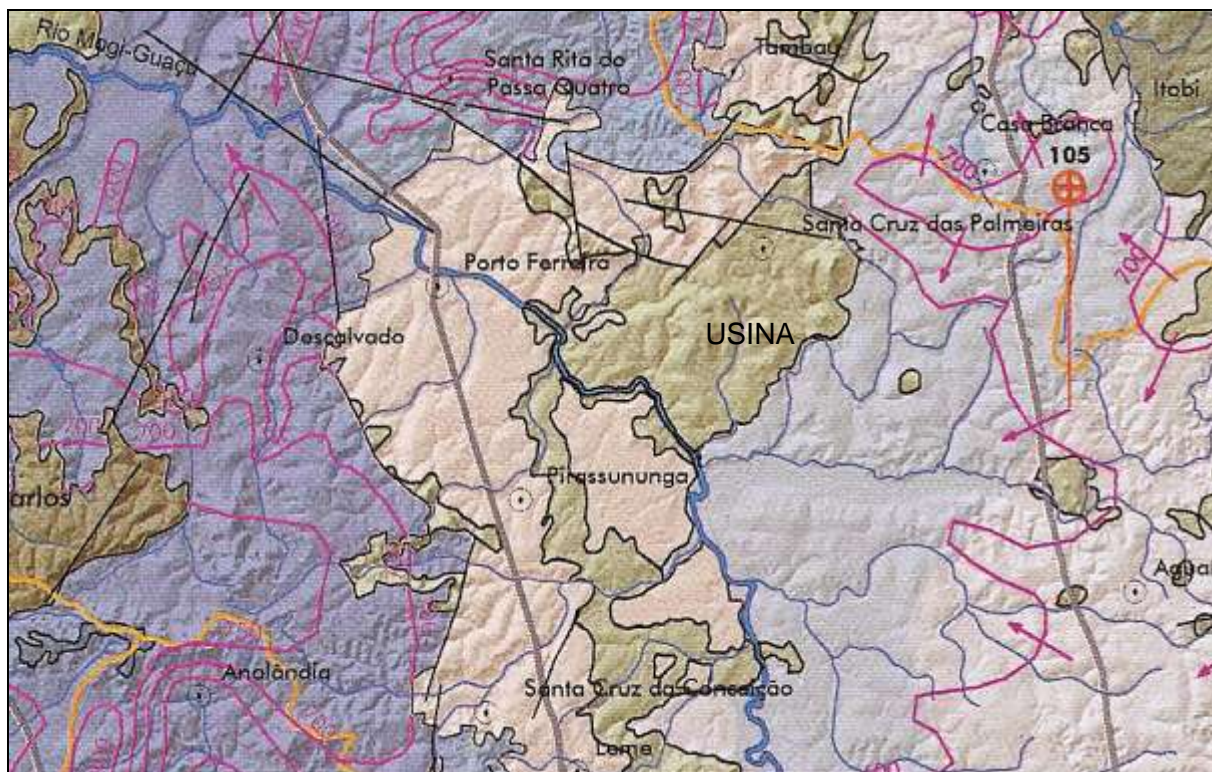 Rio Mogi-Guaçu
Santa Rita do
Passa Quatro
Tambaú
Itobi
Casa Branca
700
105
Santa Cruz das Palmeiras
700
Porto Ferreira
USINA
Descalvado
700
700
Pirassununga
arlos
Aguaí
Analândia
Santa Cruz da Conceição
Leme